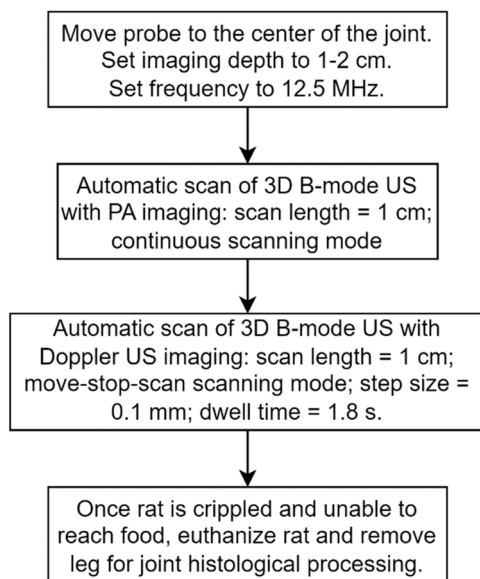 Move probe to the center of the joint.
Set imaging depth to 1-2 cm.
Set frequency to 12.5 MHz.
Automatic scan of 3D B-mode US
with PA imaging: scan length = 1 cm;
continuous scanning mode
Automatic scan of 3D B-mode US with
Doppler US imaging: scan length = 1 cm;
move-stop-scan scanning mode; step size =
0.1 mm; dwell time = 1.8 s.
Once rat is crippled and unable to
reach food, euthanize rat and remove
leg for joint histological processing.